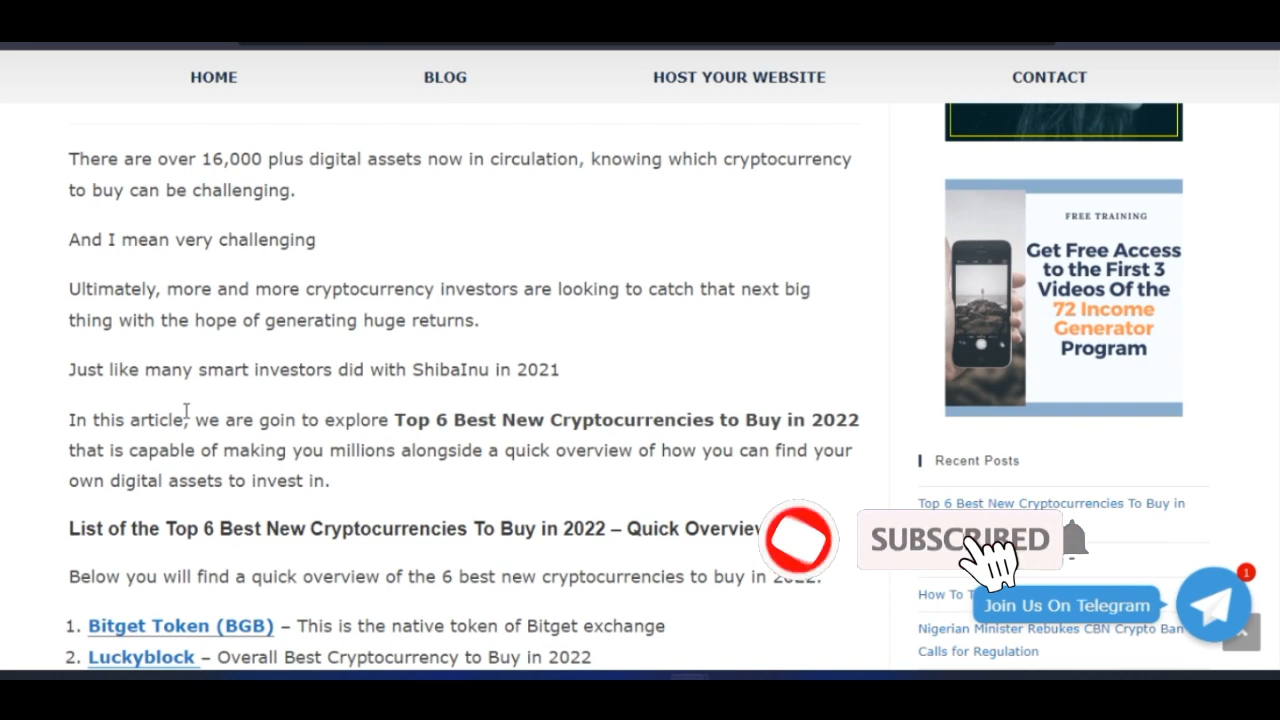 HOME
BLOG
HOST YOUR WEBSITE
CONTACT
There are over 16,000 plus digital assets now in circulation, knowing which cryptocurrency
to buy can be challenging.
And I mean very challenging
Ultimately, more and more cryptocurrency investors are looking to catch that next big
thing with the hope of generating huge returns.
Just like many smart investors did with ShibaInu in 2021
In this article, we are goin to explore Top 6 Best New Cryptocurrencies to Buy in 2022
that is capable of making you millions alongside a quick overview of how you can find your
own digital assets to invest in.
List of the Top 6 Best New Cryptocurrencies To Buy in 2022 – Quick Overview
Below you will find a quick overview of the 6 best new cryptocurrencies to buy in 2022.
1. Bitget Token (BGB) – This is the native token of Bitget exchange
2. Luckyblock – Overall Best Cryptocurrency to Buy in 2022
FREE TRAINING
Get Free Access
to the First 3
Videos Of the
72 Income
Generator
Program
Recent Posts
Top 6 Best New Cryptocurrencies To Buy in
SUBSCRIBED
How To
Join Us On Telegram
1
Nigerian Minister Rebukes CBN Crypto Ban
Calls for Regulation